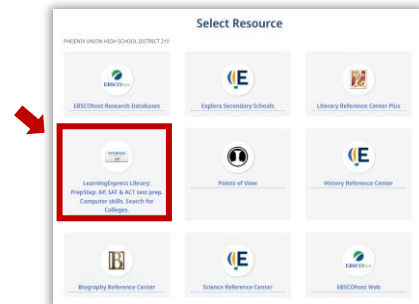 Select Resource
PHOENIX UNION HIGH SCHOOL DISTRICT 210
EBSCOhost Research Databases
Explora Secondary Schools
Literary Reference Center Plus
LearningExpress Library:
PrepStep: AP, SAT & ACT test prep.
Computer skills. Search for
Colleges.
Points of View
History Reference Center
Biography Reference Center
Science Reference Center
EBSCOhost
EBSCOhost Web